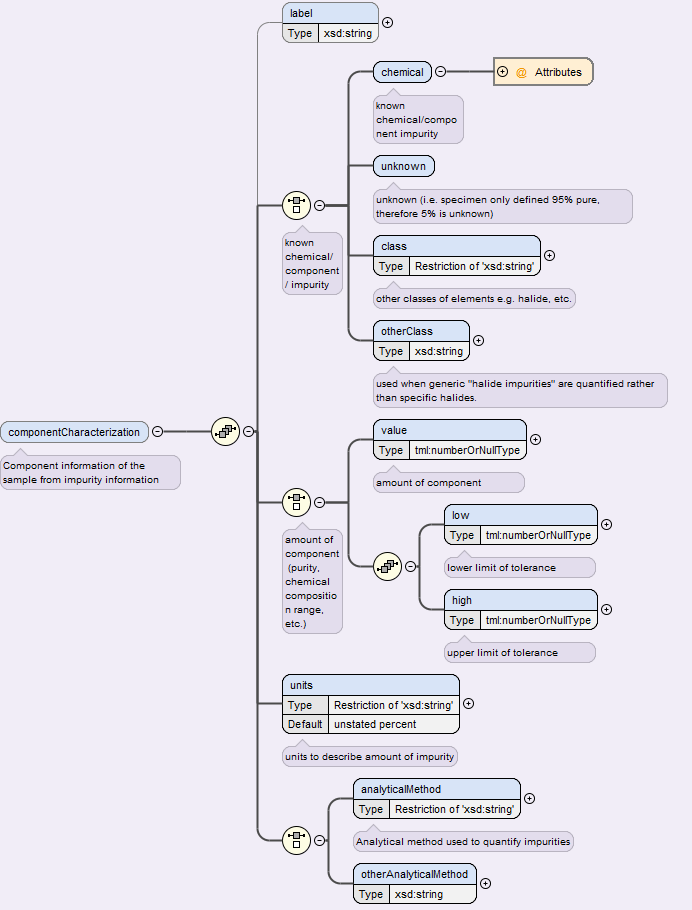 label
Type xsd:string
chemical
@ Attributes
known
chemical/compo
nent impurity
unknown
unknown (i.e. specimen only defined 95% pure,
therefore 5% is unknown)
known
chemical/
component
/ impurity
class
Type Restriction of 'xsd:string'
other classes of elements e.g. halide, etc.
otherClass
Type xsd:string
used when generic "halide impurities" are quantified rather
than specific halides.
componentCharacterization
Component information of the
sample from impurity information
value
Type tml:numberOrNullType
amount of component
amount of
component
(purity,
chemical
compositio
n range,
etc.)
low
Type tml:numberOrNullType
lower limit of tolerance
high
Type tml:numberOrNullType
upper limit of tolerance
units
Type Restriction of 'xsd:string'
Default unstated percent
units to describe amount of impurity
analyticalMethod
Type Restriction of 'xsd:string'
Analytical method used to quantify impurities
otherAnalyticalMethod
Type xsd:string